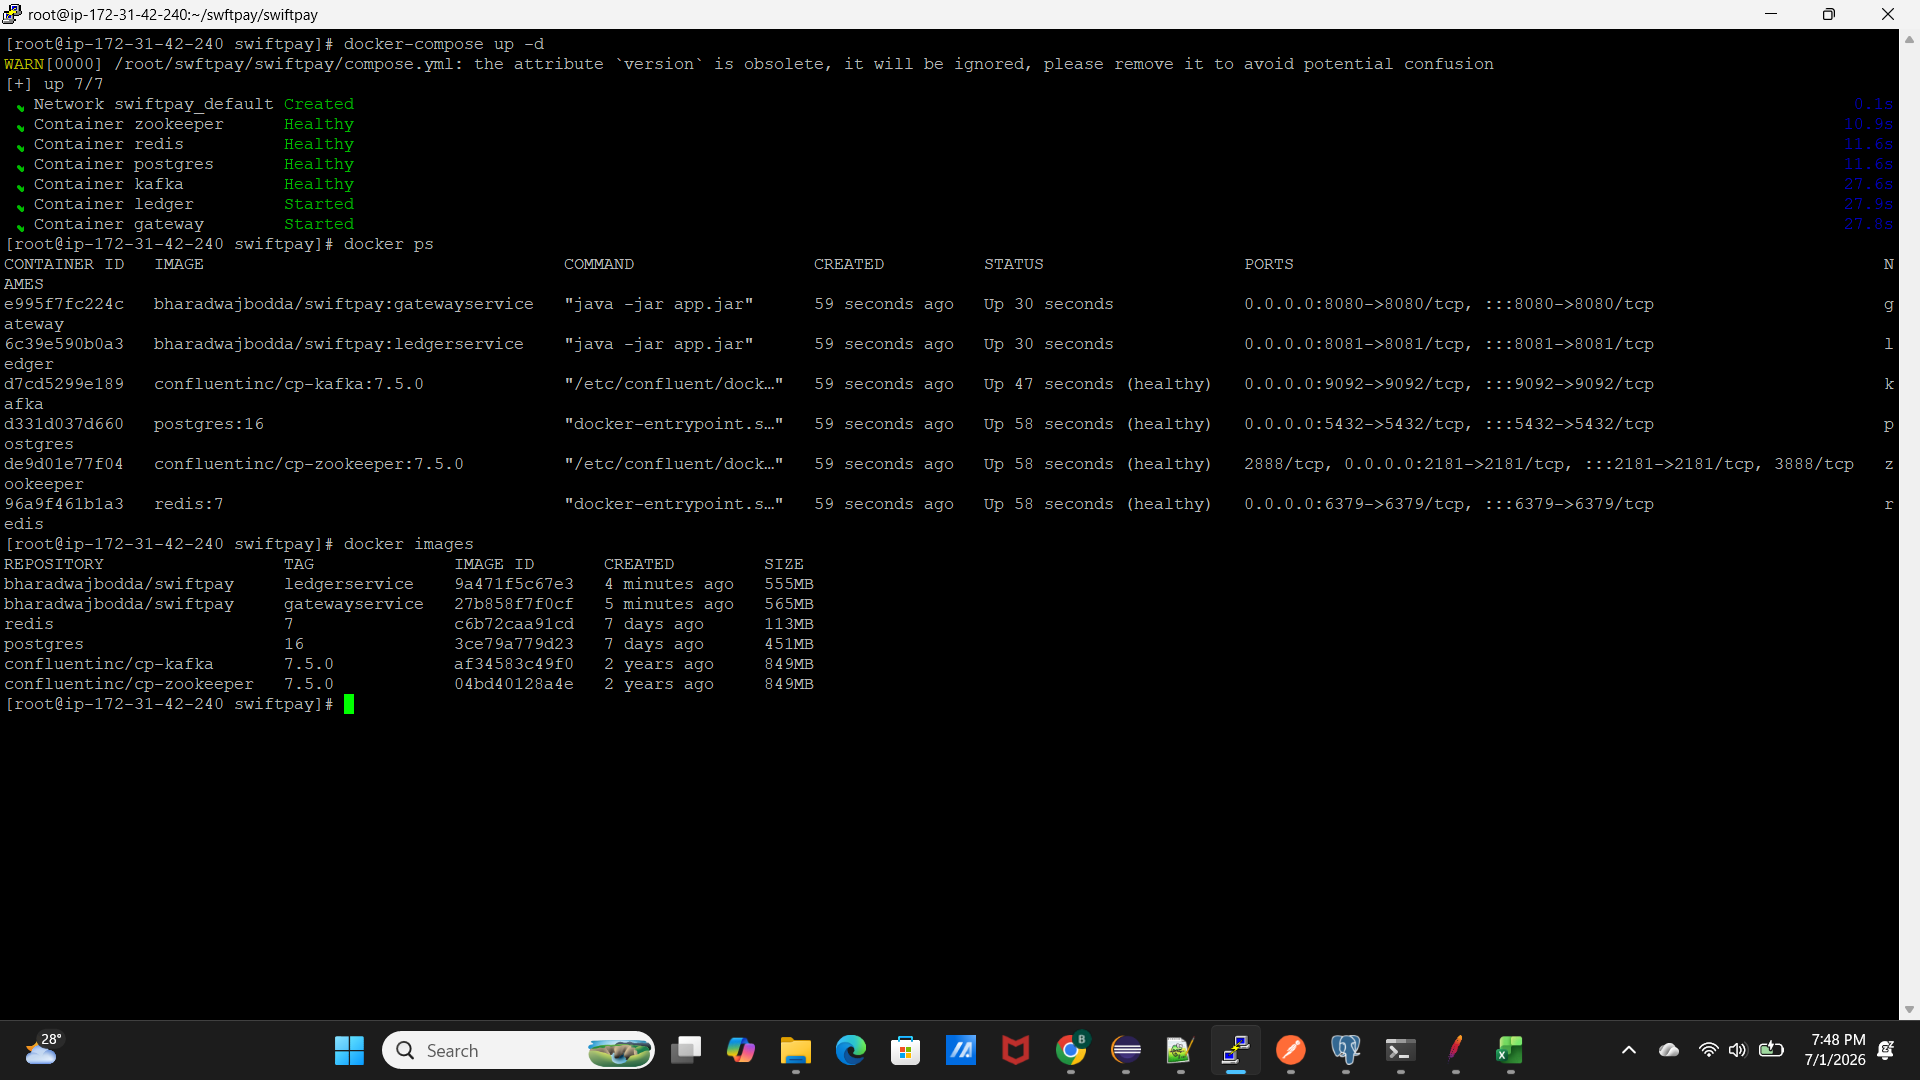 root@ip-172-31-42-240:~/swftpay/swiftpay
[root@ip-172-31-42-240 swiftpay]# docker-compose up -d
WARN[0000] /root/swftpay/swiftpay/compose.yml: the attribute `version` is obsolete, it will be ignored, please remove it to avoid potential confusion
[+] up 7/7
Network swiftpay_default Created 0.1s
Container zookeeper Healthy 10.9s
Container redis Healthy 11.6s
Container postgres Healthy 11.6s
Container kafka Healthy 27.6s
Container ledger Started 27.9s
Container gateway Started 27.8s
[root@ip-172-31-42-240 swiftpay]# docker ps
CONTAINER ID IMAGE COMMAND CREATED STATUS PORTS N
AMES
e995f7fc224c bharadwajbodda/swiftpay:gatewayservice "java -jar app.jar" 59 seconds ago Up 30 seconds 0.0.0.0:8080->8080/tcp, :::8080->8080/tcp g
ateway
6c39e590b0a3 bharadwajbodda/swiftpay:ledgerservice "java -jar app.jar" 59 seconds ago Up 30 seconds 0.0.0.0:8081->8081/tcp, :::8081->8081/tcp l
edger
d7cd5299e189 confluentinc/cp-kafka:7.5.0 "/etc/confluent/dock…" 59 seconds ago Up 47 seconds (healthy) 0.0.0.0:9092->9092/tcp, :::9092->9092/tcp k
afka
d331d037d660 postgres:16 "docker-entrypoint.s…" 59 seconds ago Up 58 seconds (healthy) 0.0.0.0:5432->5432/tcp, :::5432->5432/tcp p
ostgres
de9d01e77f04 confluentinc/cp-zookeeper:7.5.0 "/etc/confluent/dock…" 59 seconds ago Up 58 seconds (healthy) 2888/tcp, 0.0.0.0:2181->2181/tcp, :::2181->2181/tcp, 3888/tcp z
ookeeper
96a9f461b1a3 redis:7 "docker-entrypoint.s…" 59 seconds ago Up 58 seconds (healthy) 0.0.0.0:6379->6379/tcp, :::6379->6379/tcp r
edis
[root@ip-172-31-42-240 swiftpay]# docker images
REPOSITORY TAG IMAGE ID CREATED SIZE
bharadwajbodda/swiftpay ledgerservice 9a471f5c67e3 4 minutes ago 555MB
bharadwajbodda/swiftpay gatewayservice 27b858f7f0cf 5 minutes ago 565MB
redis 7 c6b72caa91cd 7 days ago 113MB
postgres 16 3ce79a779d23 7 days ago 451MB
confluentinc/cp-kafka 7.5.0 af34583c49f0 2 years ago 849MB
confluentinc/cp-zookeeper 7.5.0 04bd40128a4e 2 years ago 849MB
[root@ip-172-31-42-240 swiftpay]#
28°
Search
B
7:48 PM
7/1/2026